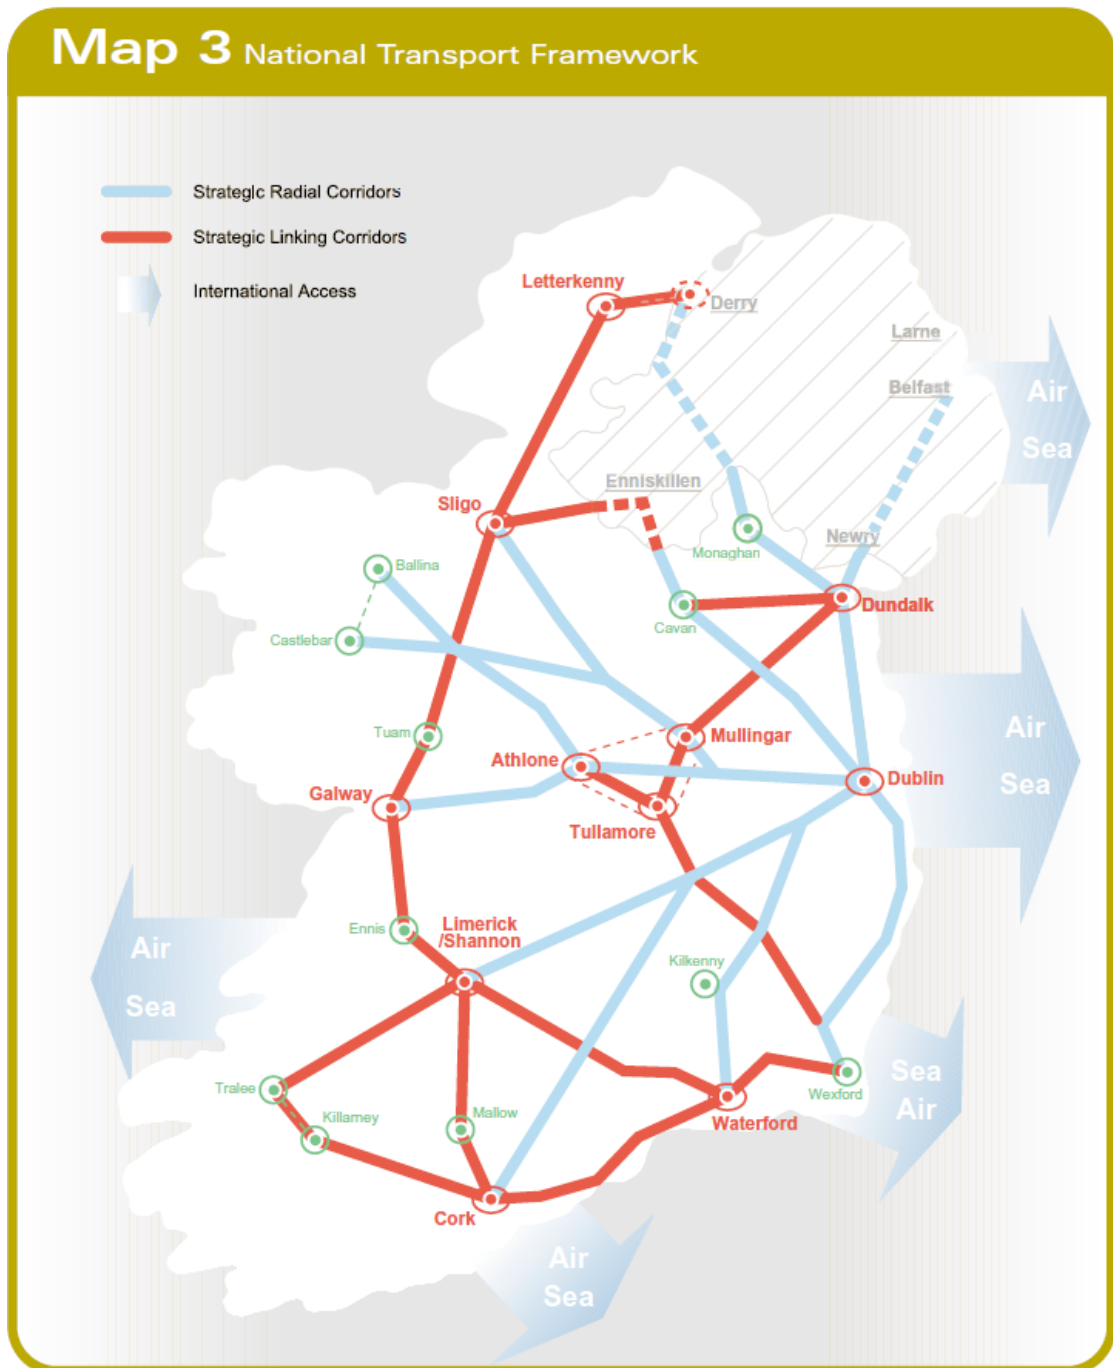 Map 3 National Transport Framework
Strategic Radial Corridors
Strategic Linking Corridors
International Access
Letterkenny
Derry
Larne
Belfast
Air
Sea
Enniskillen
Sligo
Newry
Monaghan
Ballina
Dundalk
Cavan
Castlebar
Tuam
Mullingar
Air
Athlone
Dublin
Sea
Galway
Tullamore
Ennis
Limerick
/Shannon
Air
Sea
Kilkenny
Sea
Air
Tralee
Killarney
Mallow
Wexford
Waterford
Cork
Air
Sea